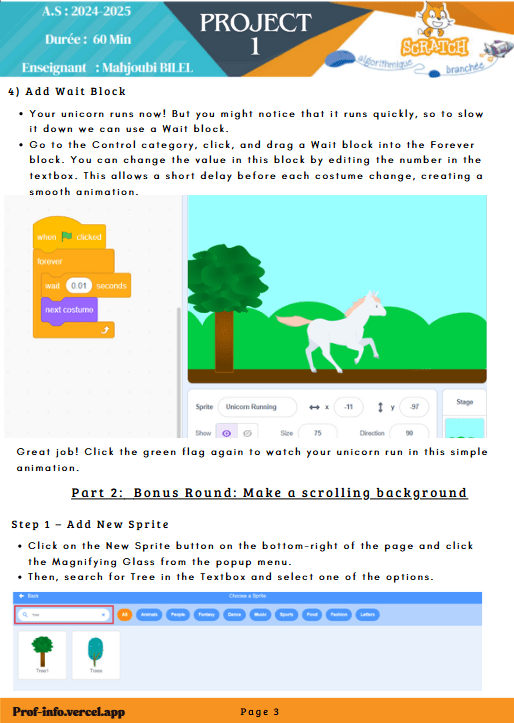 A.S : 2024-2025
Durée : 60 Min
Enseignant : Mahjoubi BILEL
PROJECT
1
SCRATCH
algorithmique
branchés
4) Add Wait Block
• Your unicorn runs now! But you might notice that it runs quickly, so to slow
it down we can use a Wait block.
• Go to the Control category, click, and drag a Wait block into the Forever
block. You can change the value in this block by editing the number in the
textbox. This allows a short delay before each costume change, creating a
smooth animation.
when clicked
forever
wait 0.01 seconds
next costume
Sprite Unicorn Running x -11 y -97
Show Size 75 Direction 90
Stage
Great job! Click the green flag again to watch your unicorn run in this simple
animation.
Part 2: Bonus Round: Make a scrolling background
Step 1 – Add New Sprite
• Click on the New Sprite button on the bottom-right of the page and click
the Magnifying Glass from the popup menu.
• Then, search for Tree in the Textbox and select one of the options.
Back
Choose a Sprite
tree All Animals People Fantasy Dance Music Sports Food Fashion Letters
Tree1 Trees
Prof-info.vercel.app
Page 3